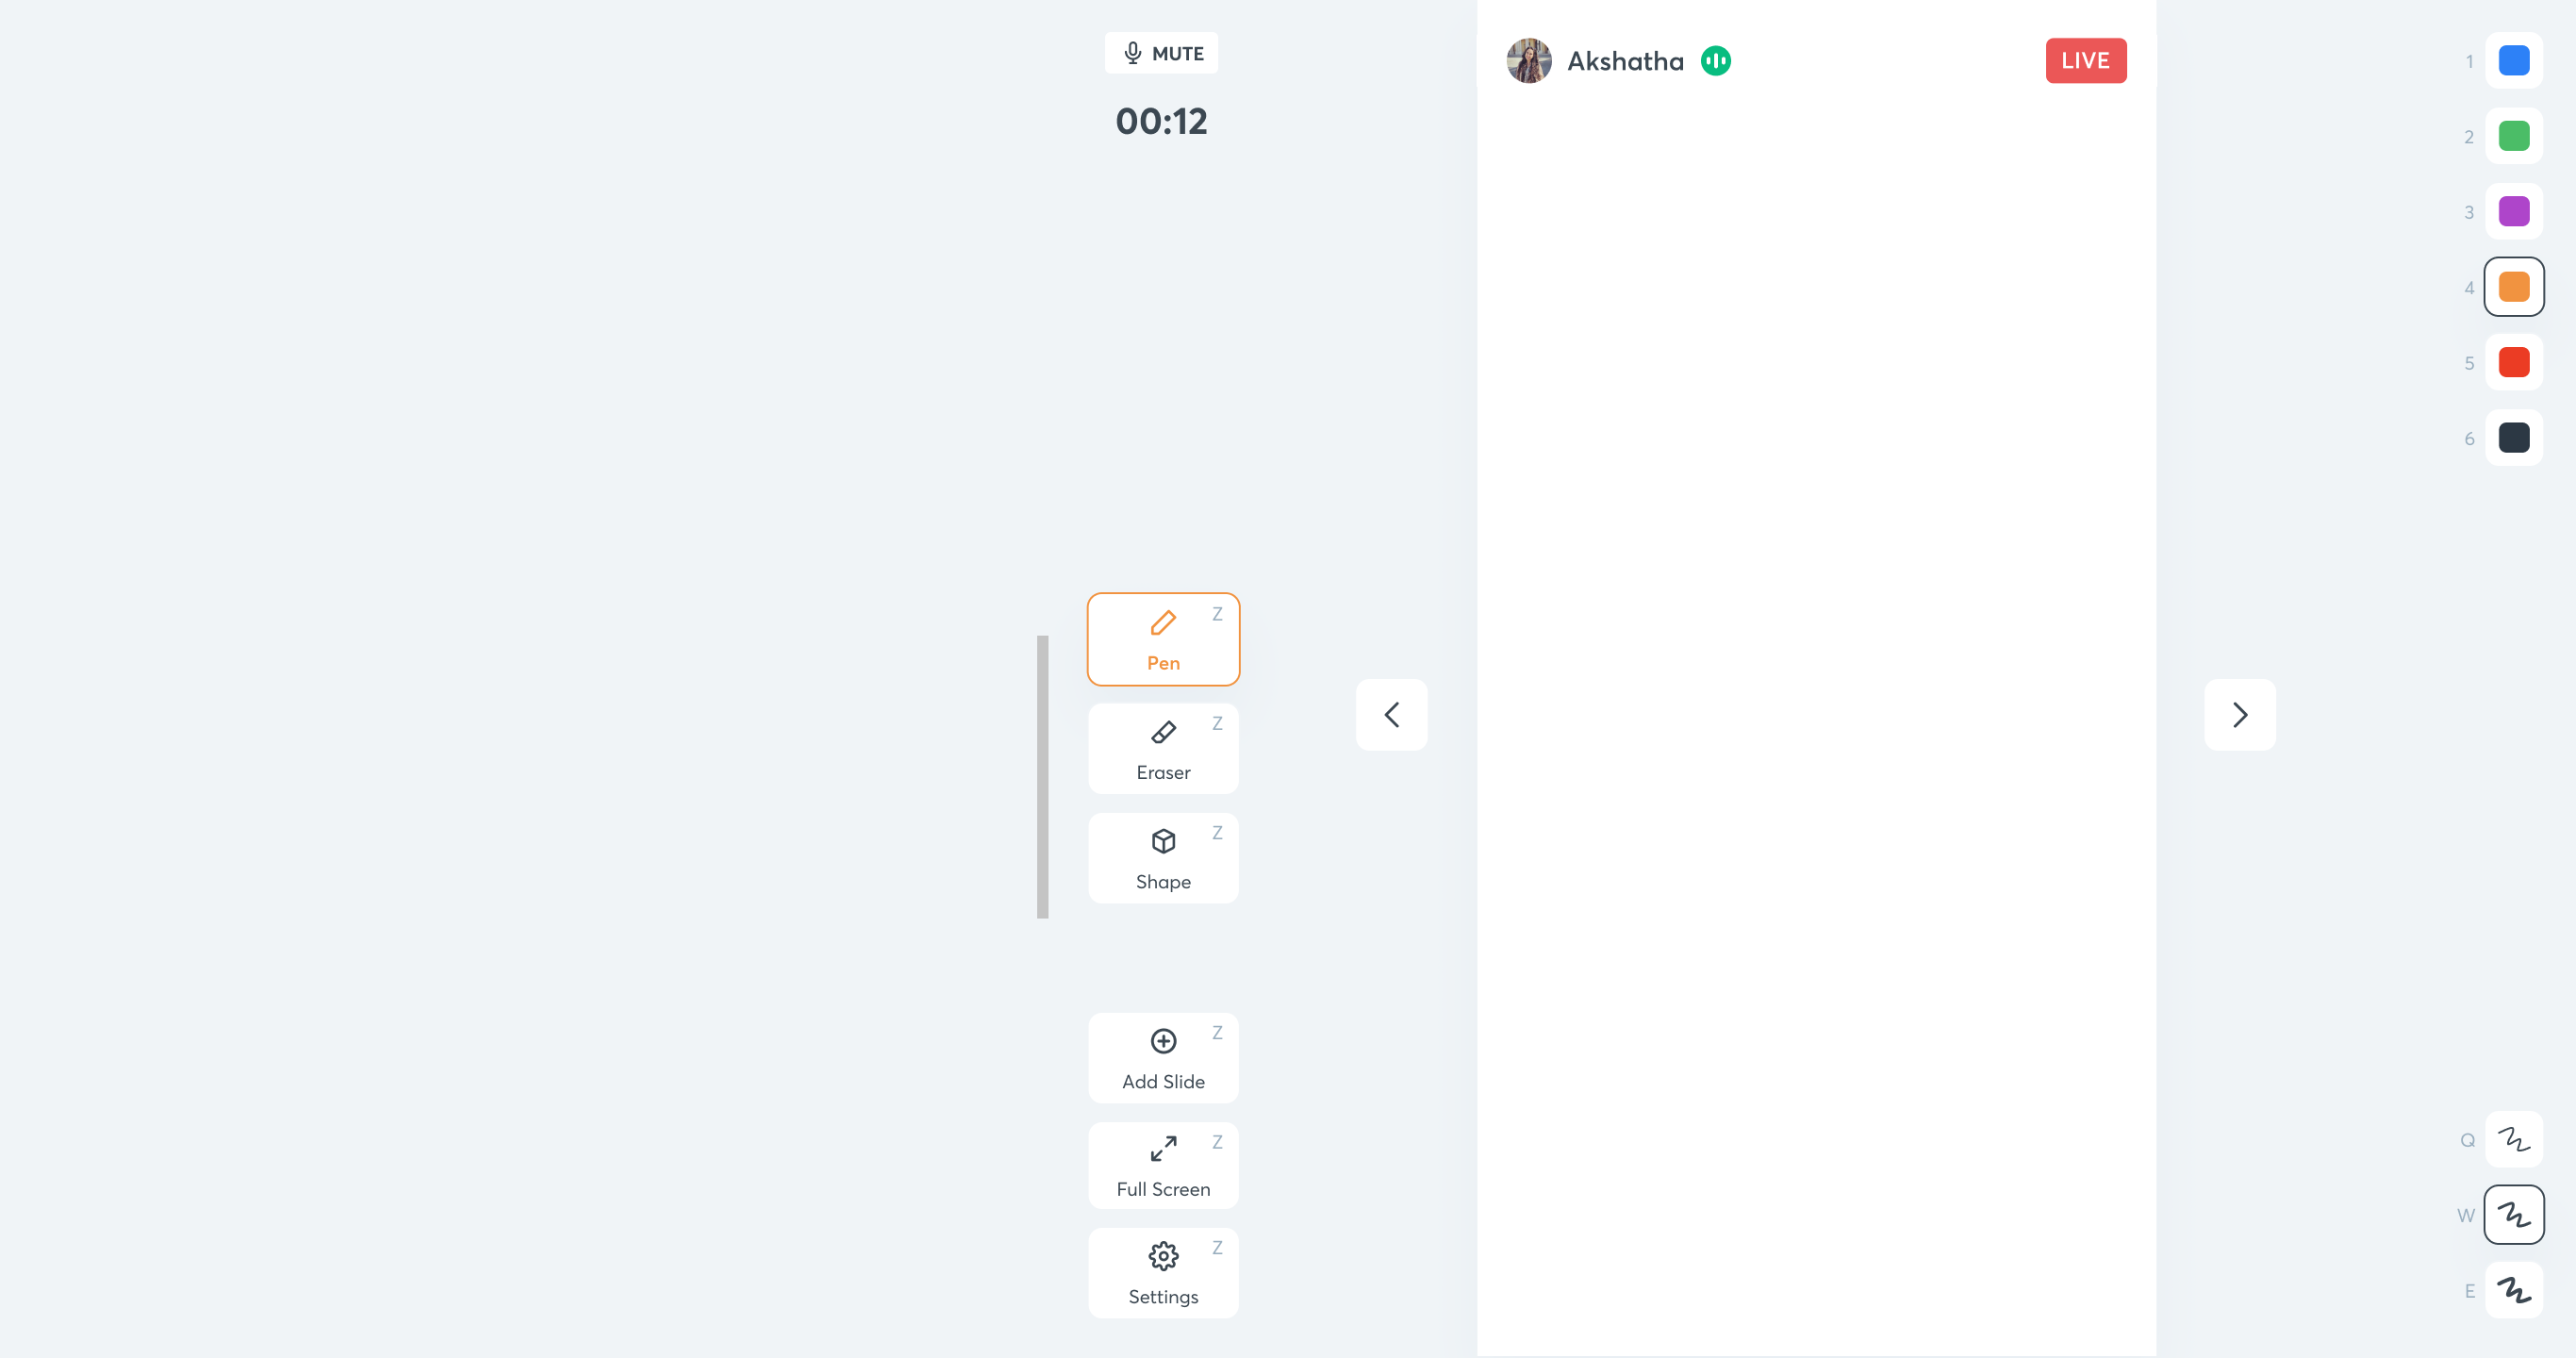 MUTE
00:12
Z
Pen
Z
Eraser
Z
Shape
Z
Add Slide
Z
Full Screen
Z
Settings
Akshatha
LIVE
1
2
3
4
5
6
Q
W
E